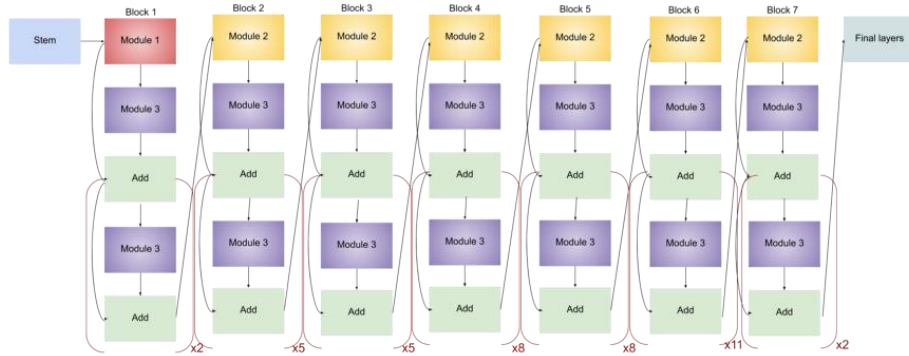 Block 1
Block 2
Block 3
Block 4
Block 5
Block 6
Block 7
Stem
Module 1
Module 2
Module 2
Module 2
Module 2
Module 2
Module 2
Final layers
Module 3
Module 3
Module 3
Module 3
Module 3
Module 3
Module 3
Add
Add
Add
Add
Add
Add
Add
Module 3
Module 3
Module 3
Module 3
Module 3
Module 3
Module 3
Add
Add
Add
Add
Add
Add
Add
x2
x5
x5
x8
x8
x11
x2